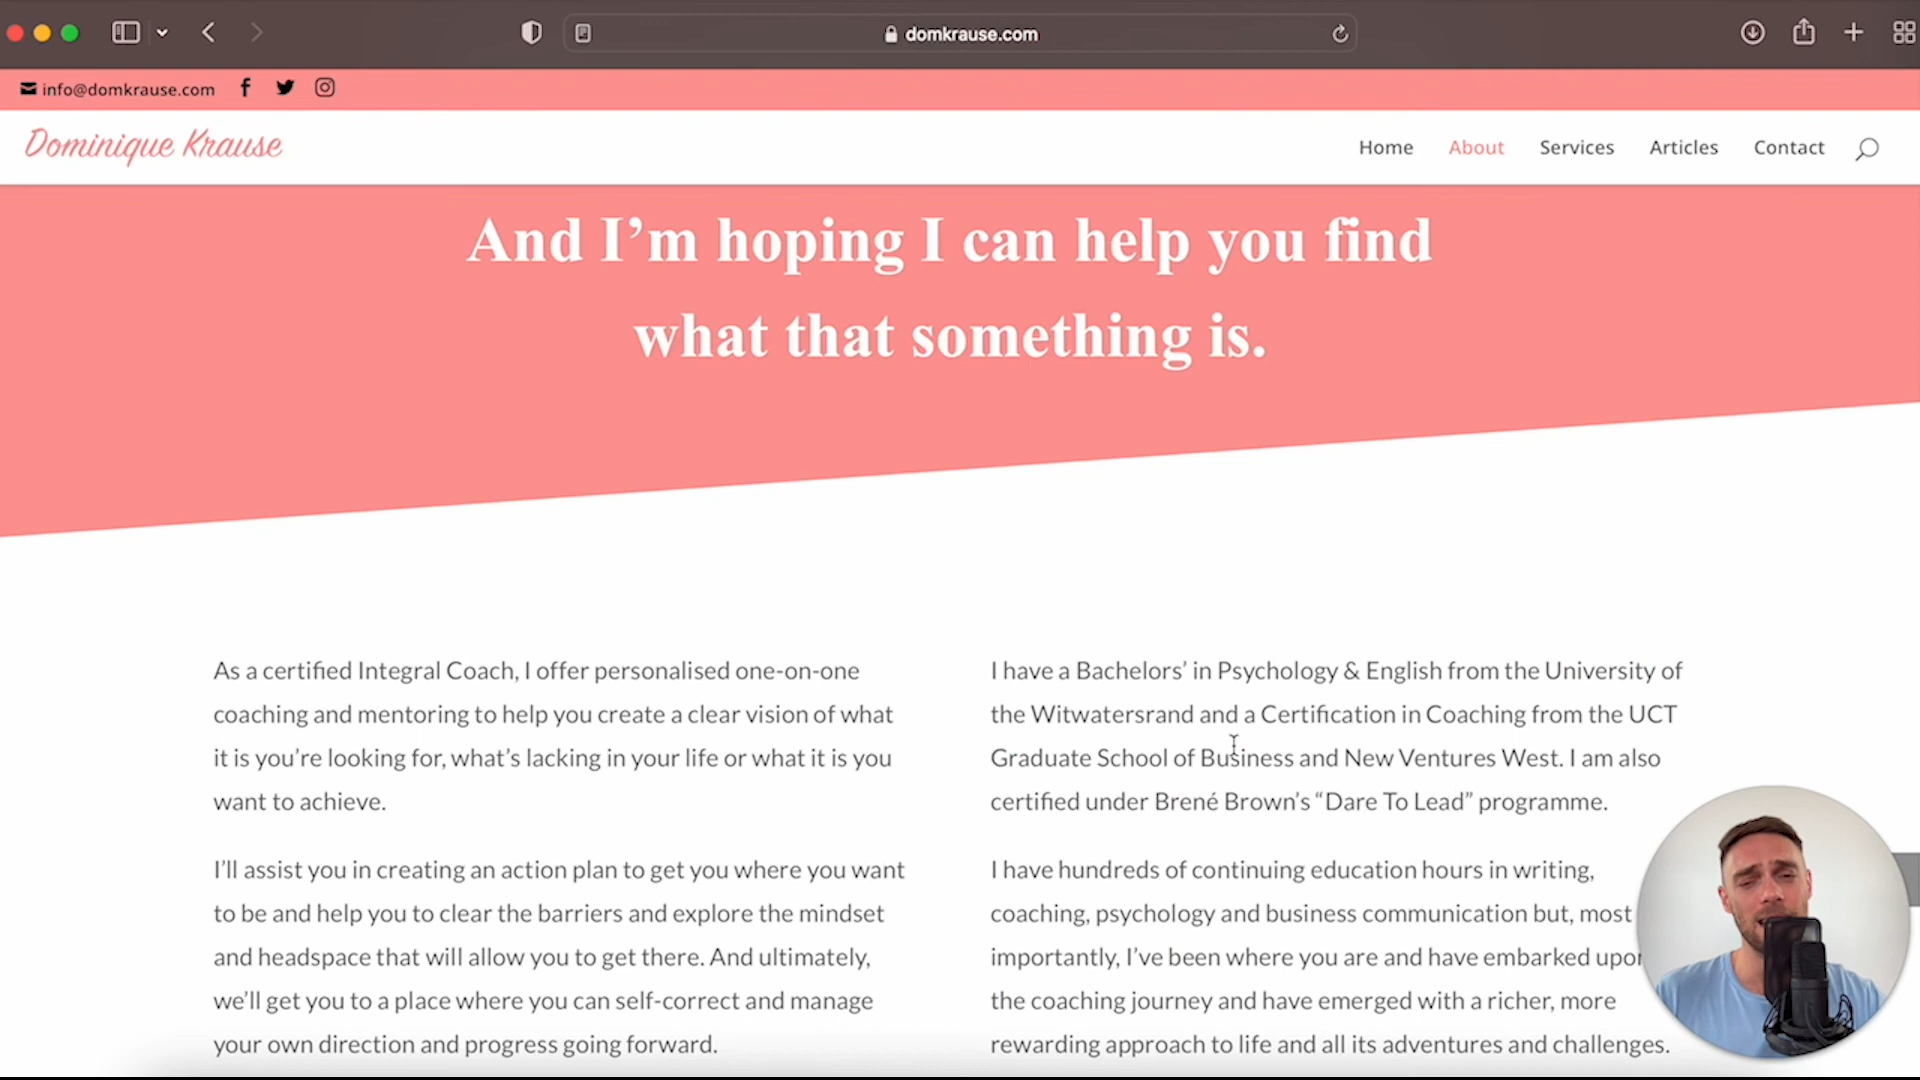 domkrause.com
info@domkrause.com
Dominique Krause
Home About Services Articles Contact
And I’m hoping I can help you find
what that something is.
As a certified Integral Coach, I offer personalised one-on-one
coaching and mentoring to help you create a clear vision of what
it is you’re looking for, what’s lacking in your life or what it is you
want to achieve.
I’ll assist you in creating an action plan to get you where you want
to be and help you to clear the barriers and explore the mindset
and headspace that will allow you to get there. And ultimately,
we’ll get you to a place where you can self-correct and manage
your own direction and progress going forward.
I have a Bachelors’ in Psychology & English from the University of
the Witwatersrand and a Certification in Coaching from the UCT
Graduate School of Business and New Ventures West. I am also
certified under Brené Brown’s “Dare To Lead” programme.
I have hundreds of continuing education hours in writing,
coaching, psychology and business communication but, most
importantly, I’ve been where you are and have embarked upon
the coaching journey and have emerged with a richer, more
rewarding approach to life and all its adventures and challenges.